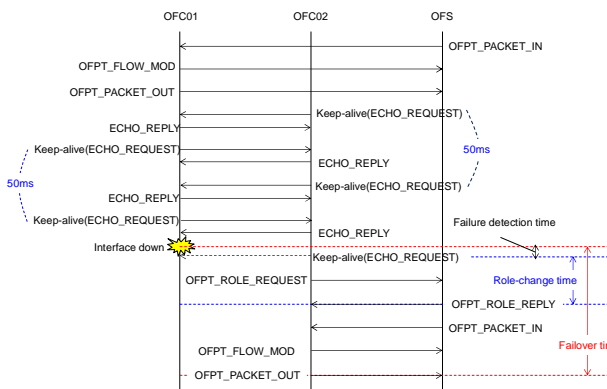 OFC01 OFC02 OFS
OFPT_PACKET_IN
OFPT_FLOW_MOD
OFPT_PACKET_OUT
Keep-alive(ECHO_REQUEST)
ECHO_REPLY
Keep-alive(ECHO_REQUEST)
50ms
ECHO_REPLY
50ms
Keep-alive(ECHO_REQUEST)
ECHO_REPLY
Keep-alive(ECHO_REQUEST)
Failure detection time
ECHO_REPLY
Interface down
Keep-alive(ECHO_REQUEST)
OFPT_ROLE_REQUEST
Role-change time
OFPT_ROLE_REPLY
OFPT_PACKET_IN
OFPT_FLOW_MOD
Failover tim
OFPT_PACKET_OUT